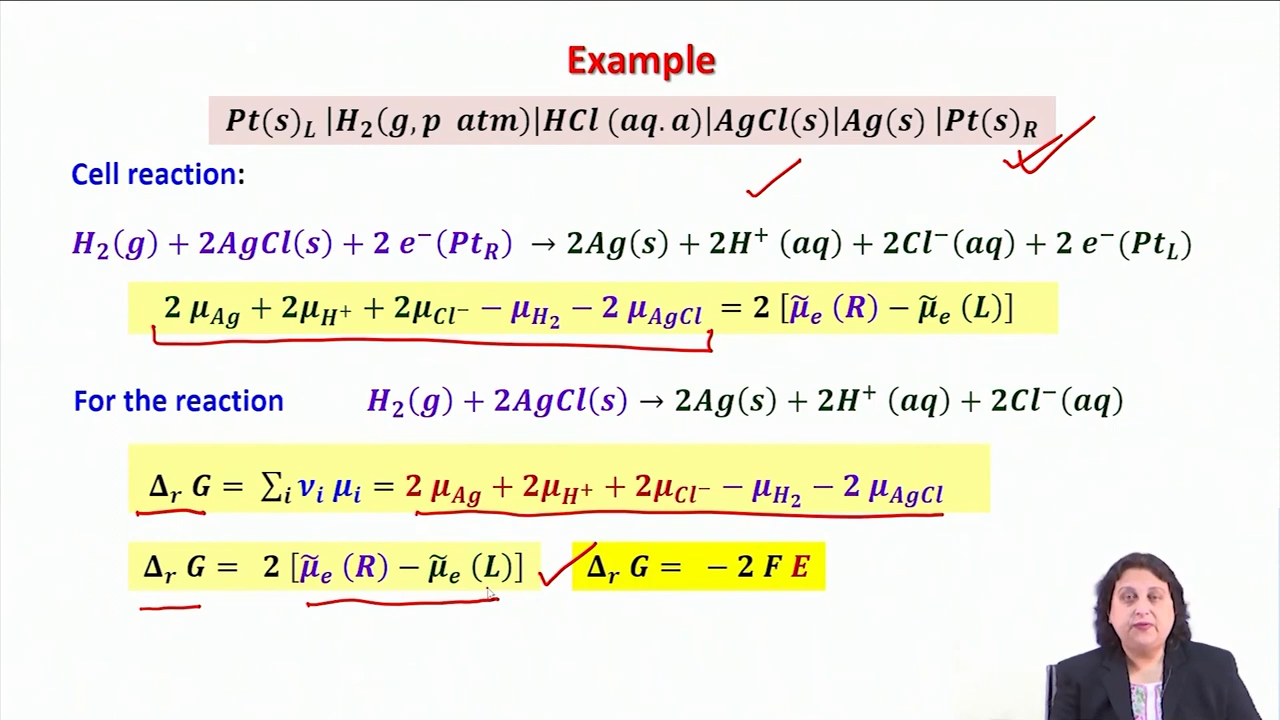 Example
Pt(s)_L |H₂(g, p atm)|HCl (aq. a)|AgCl(s)|Ag(s) |Pt(s)_R
Cell reaction:
H₂(g) + 2AgCl(s) + 2 e⁻(Pt_R) → 2Ag(s) + 2H⁺ (aq) + 2Cl⁻(aq) + 2 e⁻(Pt_L)
2 μ_Ag + 2μ_H⁺ + 2μ_Cl⁻ − μ_H₂ − 2 μ_AgCl = 2 [μ̃_e (R) − μ̃_e (L)]
For the reaction H₂(g) + 2AgCl(s) → 2Ag(s) + 2H⁺ (aq) + 2Cl⁻(aq)
Δ_r G = ∑_i ν_i μ_i = 2 μ_Ag + 2μ_H⁺ + 2μ_Cl⁻ − μ_H₂ − 2 μ_AgCl
Δ_r G = 2 [μ̃_e (R) − μ̃_e (L)] Δ_r G = − 2 F E